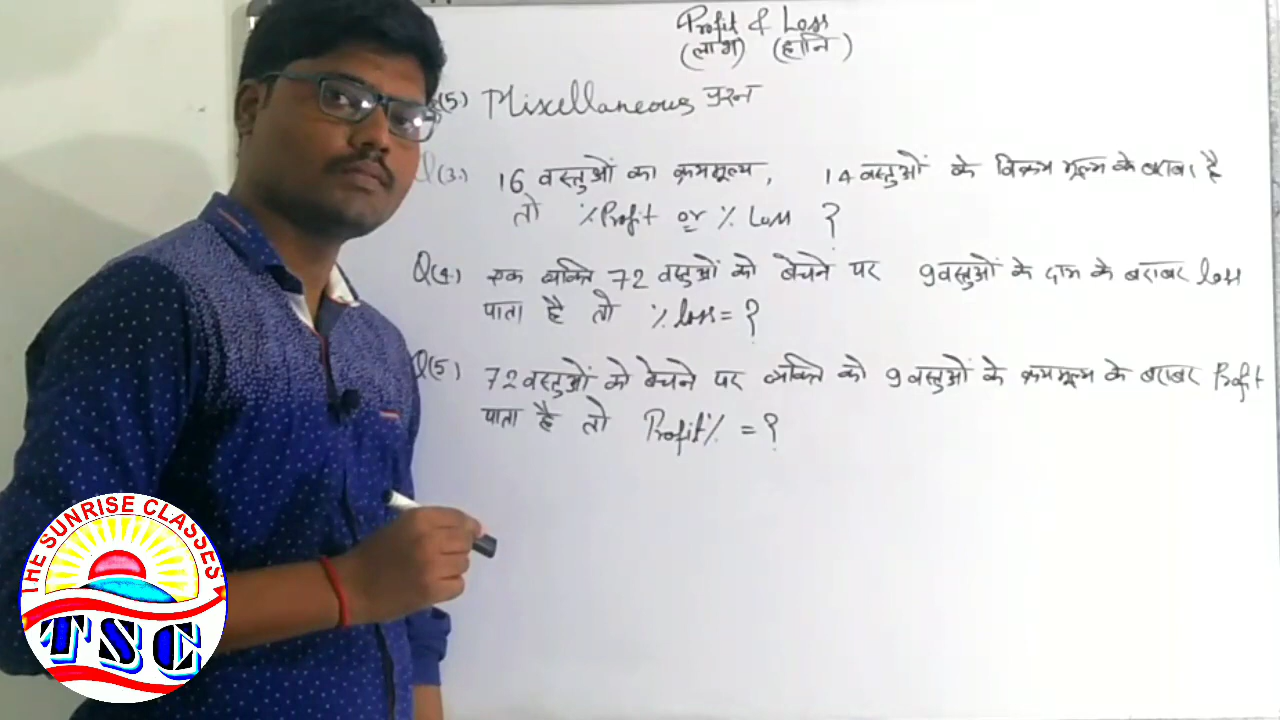 Profit & Loss
(लाभ) (हानि)
(5) Miscellaneous प्रश्न
Q(3) 16 वस्तुओं का क्रयमूल्य, 14 वस्तुओं के विक्रय मूल्य के बराबर है
तो % Profit or % Loss ?
Q(4) एक व्यक्ति 72 वस्तुओं को बेचने पर 9 वस्तुओं के दाम के बराबर loss
पाता है तो % loss = ?
Q(5) 72 वस्तुओं को बेचने पर व्यक्ति को 9 वस्तुओं के क्रयमूल्य के बराबर Profit
पाता है तो Profit% = ?
THE SUNRISE CLASSES
TSC